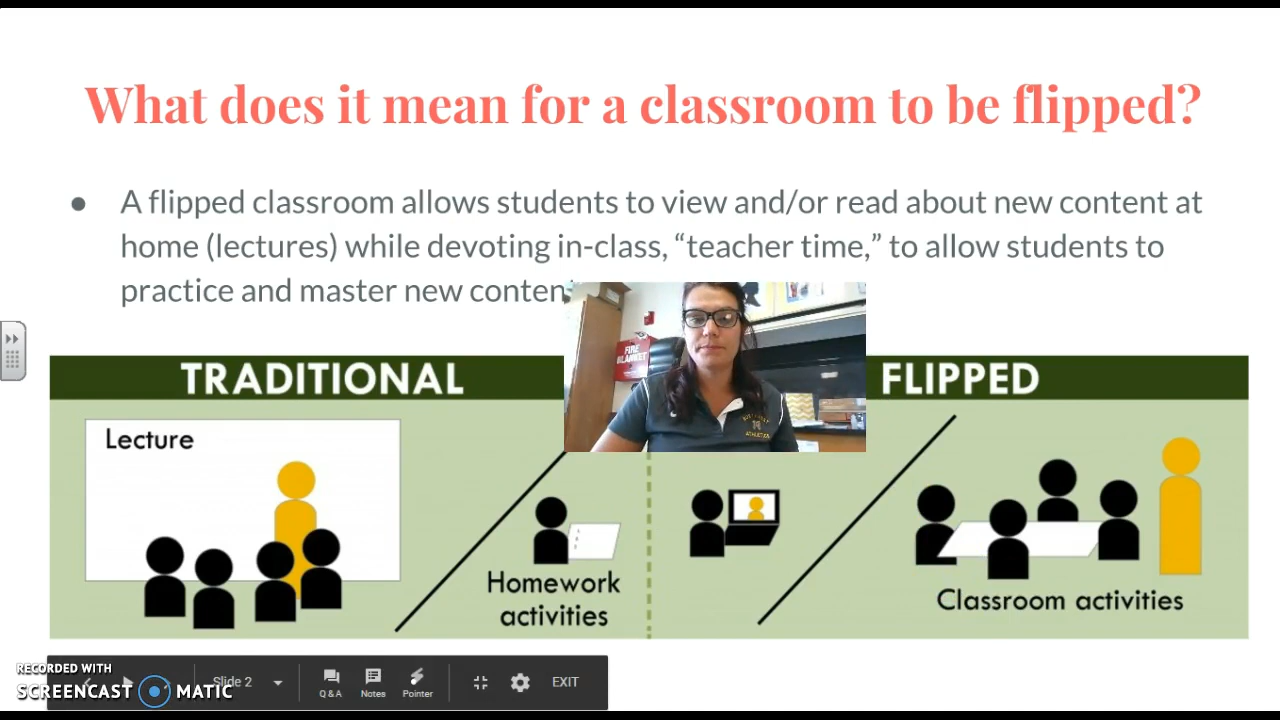 What does it mean for a classroom to be flipped?
● A flipped classroom allows students to view and/or read about new content at
home (lectures) while devoting in-class, “teacher time,” to allow students to
practice and master new conten
FIRE
BLANKET
TRADITIONAL
FLIPPED
Lecture
Homework
activities
Classroom activities
RECORDED WITH
SCREENCAST MATIC
Slide 2
Q & A
Notes
Pointer
EXIT